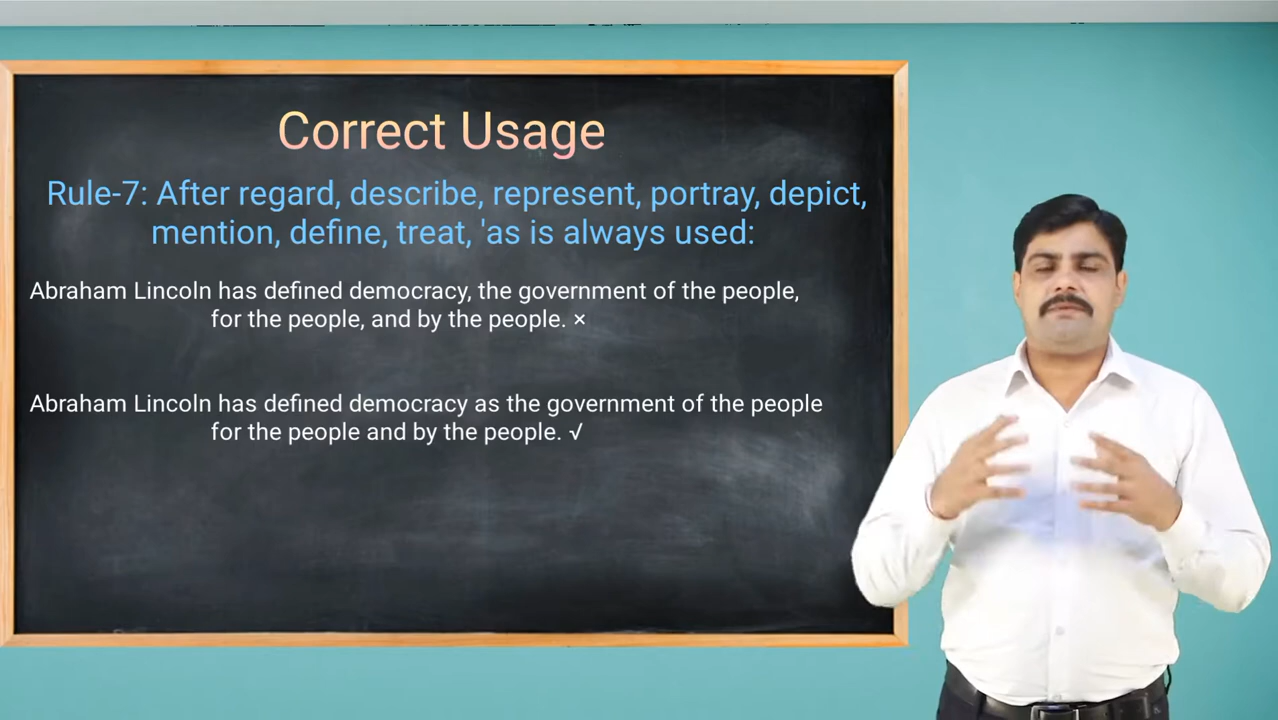 Correct Usage
Rule-7: After regard, describe, represent, portray, depict,
mention, define, treat, 'as is always used:
Abraham Lincoln has defined democracy, the government of the people,
for the people, and by the people. ×
Abraham Lincoln has defined democracy as the government of the people
for the people and by the people. √